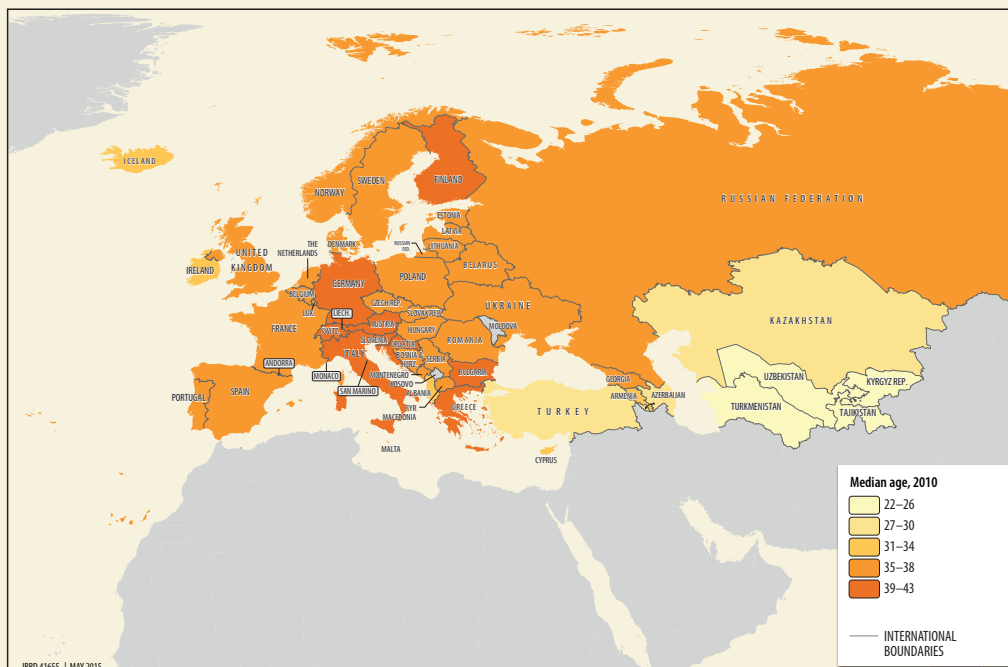 ICELAND
NORWAY
SWEDEN
FINLAND
RUSSIAN FEDERATION
ESTONIA
LATVIA
LITHUANIA
RUSSIAN
FED.
DENMARK
THE
NETHERLANDS
UNITED
KINGDOM
IRELAND
BELARUS
POLAND
GERMANY
BELGIUM
LUX.
LIECH.
CZECH REP.
SLOVAK REP.
UKRAINE
MOLDOVA
KAZAKHSTAN
FRANCE
SWITZ.
AUSTRIA
HUNGARY
SLOVENIA
CROATIA
ROMANIA
ITALY
BOSNIA &
HERZ.
SERBIA
ANDORRA
MONACO
SAN MARINO
MONTENEGRO
KOSOVO
ALBANIA
BULGARIA
FYR
MACEDONIA
GREECE
PORTUGAL
SPAIN
MALTA
TURKEY
CYPRUS
GEORGIA
ARMENIA
AZERBAIJAN
UZBEKISTAN
TURKMENISTAN
KYRGYZ REP.
TAJIKISTAN
Median age, 2010
22–26
27–30
31–34
35–38
39–43
INTERNATIONAL
BOUNDARIES
IBRD 41655 | MAY 2015